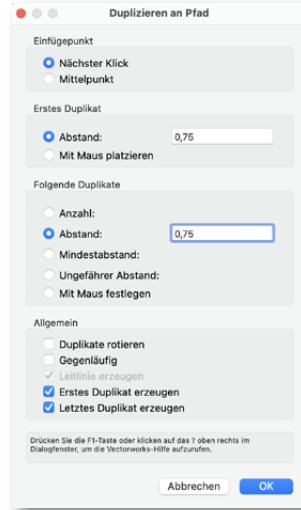 Duplizieren an Pfad
Einfügepunkt
Nächster Klick
Mittelpunkt
Erstes Duplikat
Abstand: 0,75
Mit Maus platzieren
Folgende Duplikate
Anzahl:
Abstand: 0,75
Mindestabstand:
Ungefährer Abstand:
Mit Maus festlegen
Allgemein
Duplikate rotieren
Gegenläufig
Leitlinie erzeugen
Erstes Duplikat erzeugen
Letztes Duplikat erzeugen
Drücken Sie die F1-Taste oder klicken auf das ? oben rechts im
Dialogfenster, um die Vectorworks-Hilfe aufzurufen.
Abbrechen OK